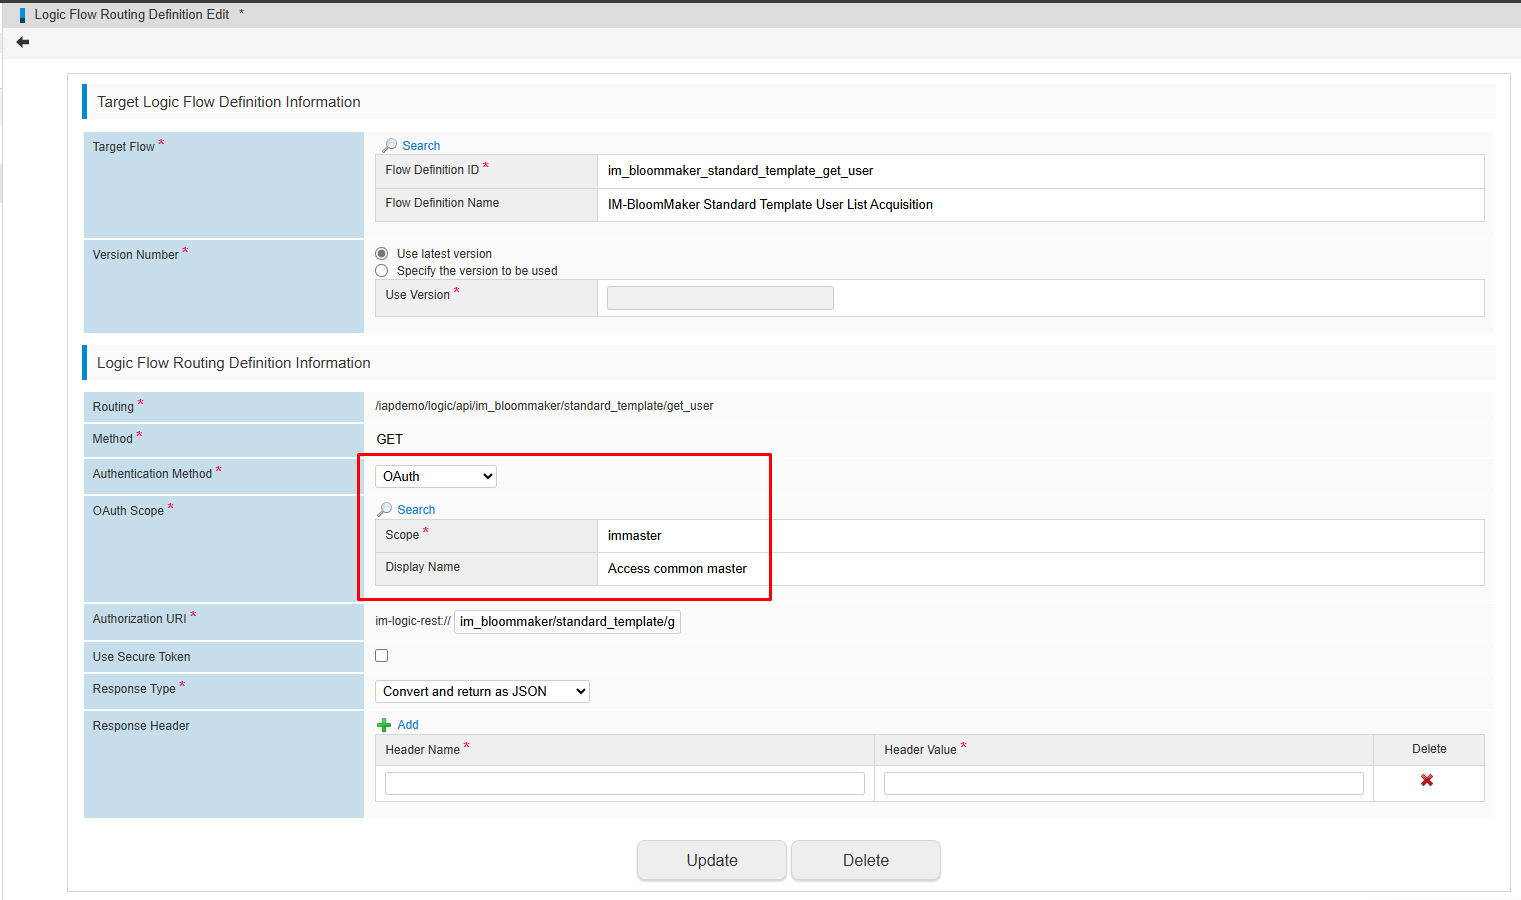 Logic Flow Routing Definition Edit *
Target Logic Flow Definition Information
Target Flow *
Search
Flow Definition ID *
im_bloommaker_standard_template_get_user
Flow Definition Name
IM-BloomMaker Standard Template User List Acquisition
Version Number *
Use latest version
Specify the version to be used
Use Version *
Logic Flow Routing Definition Information
Routing *
/iapdemo/logic/api/im_bloommaker/standard_template/get_user
Method *
GET
Authentication Method *
OAuth
OAuth Scope *
Search
Scope *
immaster
Display Name
Access common master
Authorization URI *
im-logic-rest:// im_bloommaker/standard_template/g
Use Secure Token
Response Type *
Convert and return as JSON
Response Header
Add
Header Name *
Header Value *
Delete
Update
Delete